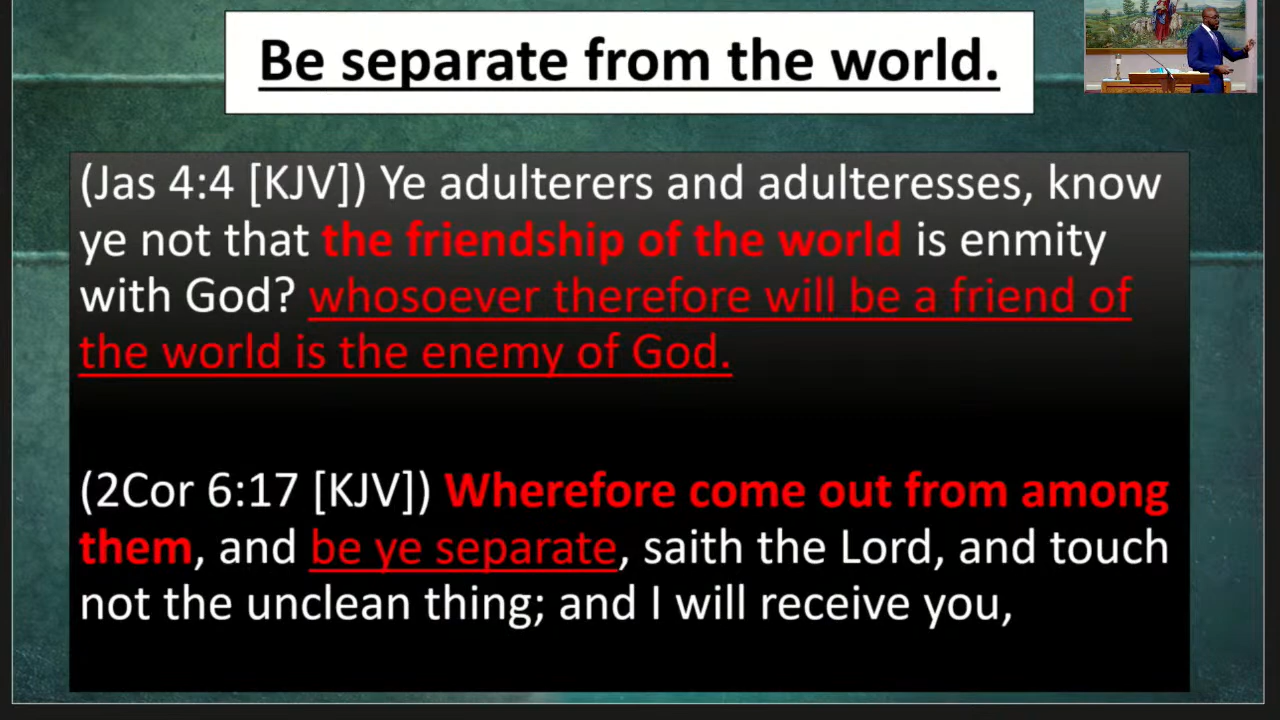 Be separate from the world.
(Jas 4:4 [KJV]) Ye adulterers and adulteresses, know
ye not that the friendship of the world is enmity
with God? whosoever therefore will be a friend of
the world is the enemy of God.
(2Cor 6:17 [KJV]) Wherefore come out from among
them, and be ye separate, saith the Lord, and touch
not the unclean thing; and I will receive you,